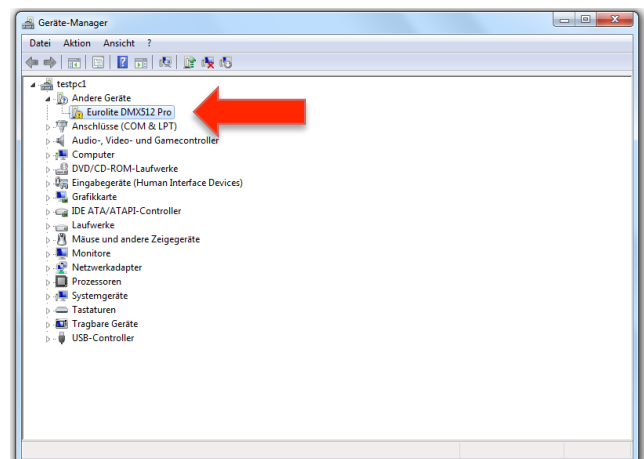 Geräte-Manager
Datei Aktion Ansicht ?
testpc1
Andere Geräte
Eurolite DMX512 Pro
Anschlüsse (COM & LPT)
Audio-, Video- und Gamecontroller
Computer
DVD/CD-ROM-Laufwerke
Eingabegeräte (Human Interface Devices)
Grafikkarte
IDE ATA/ATAPI-Controller
Laufwerke
Mäuse und andere Zeigegeräte
Monitore
Netzwerkadapter
Prozessoren
Systemgeräte
Tastaturen
Tragbare Geräte
USB-Controller